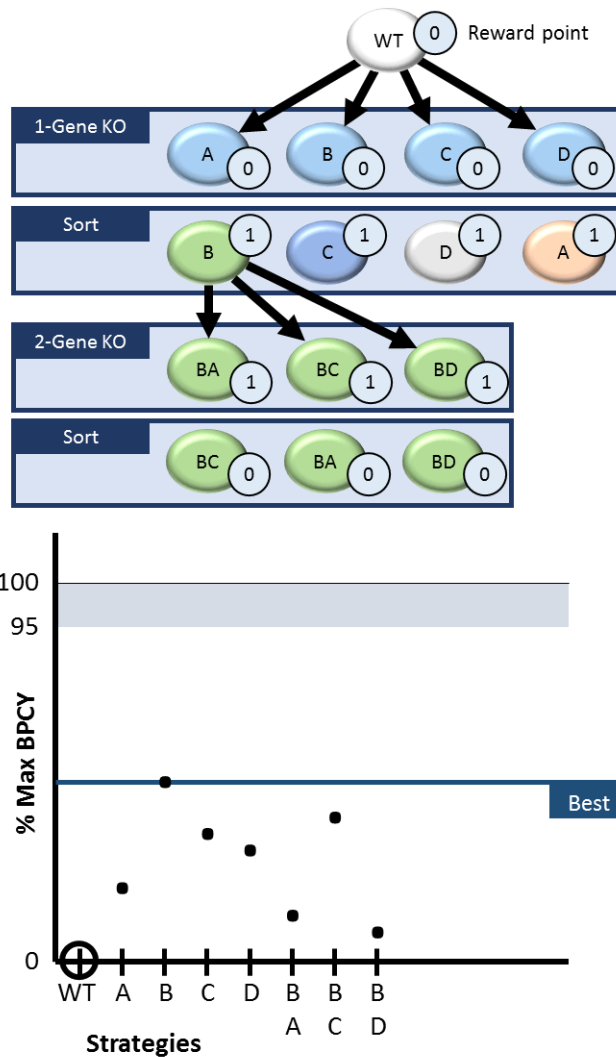 WT 0 Reward point
1-Gene KO
A 0 B 0 C 0 D 0
Sort
B 1 C 1 D 1 A 1
2-Gene KO
BA 1 BC 1 BD 1
Sort
BC 0 BA 0 BD 0
100
95
% Max BPCY
Best
0
WT A B C D B B B
A C D
Strategies